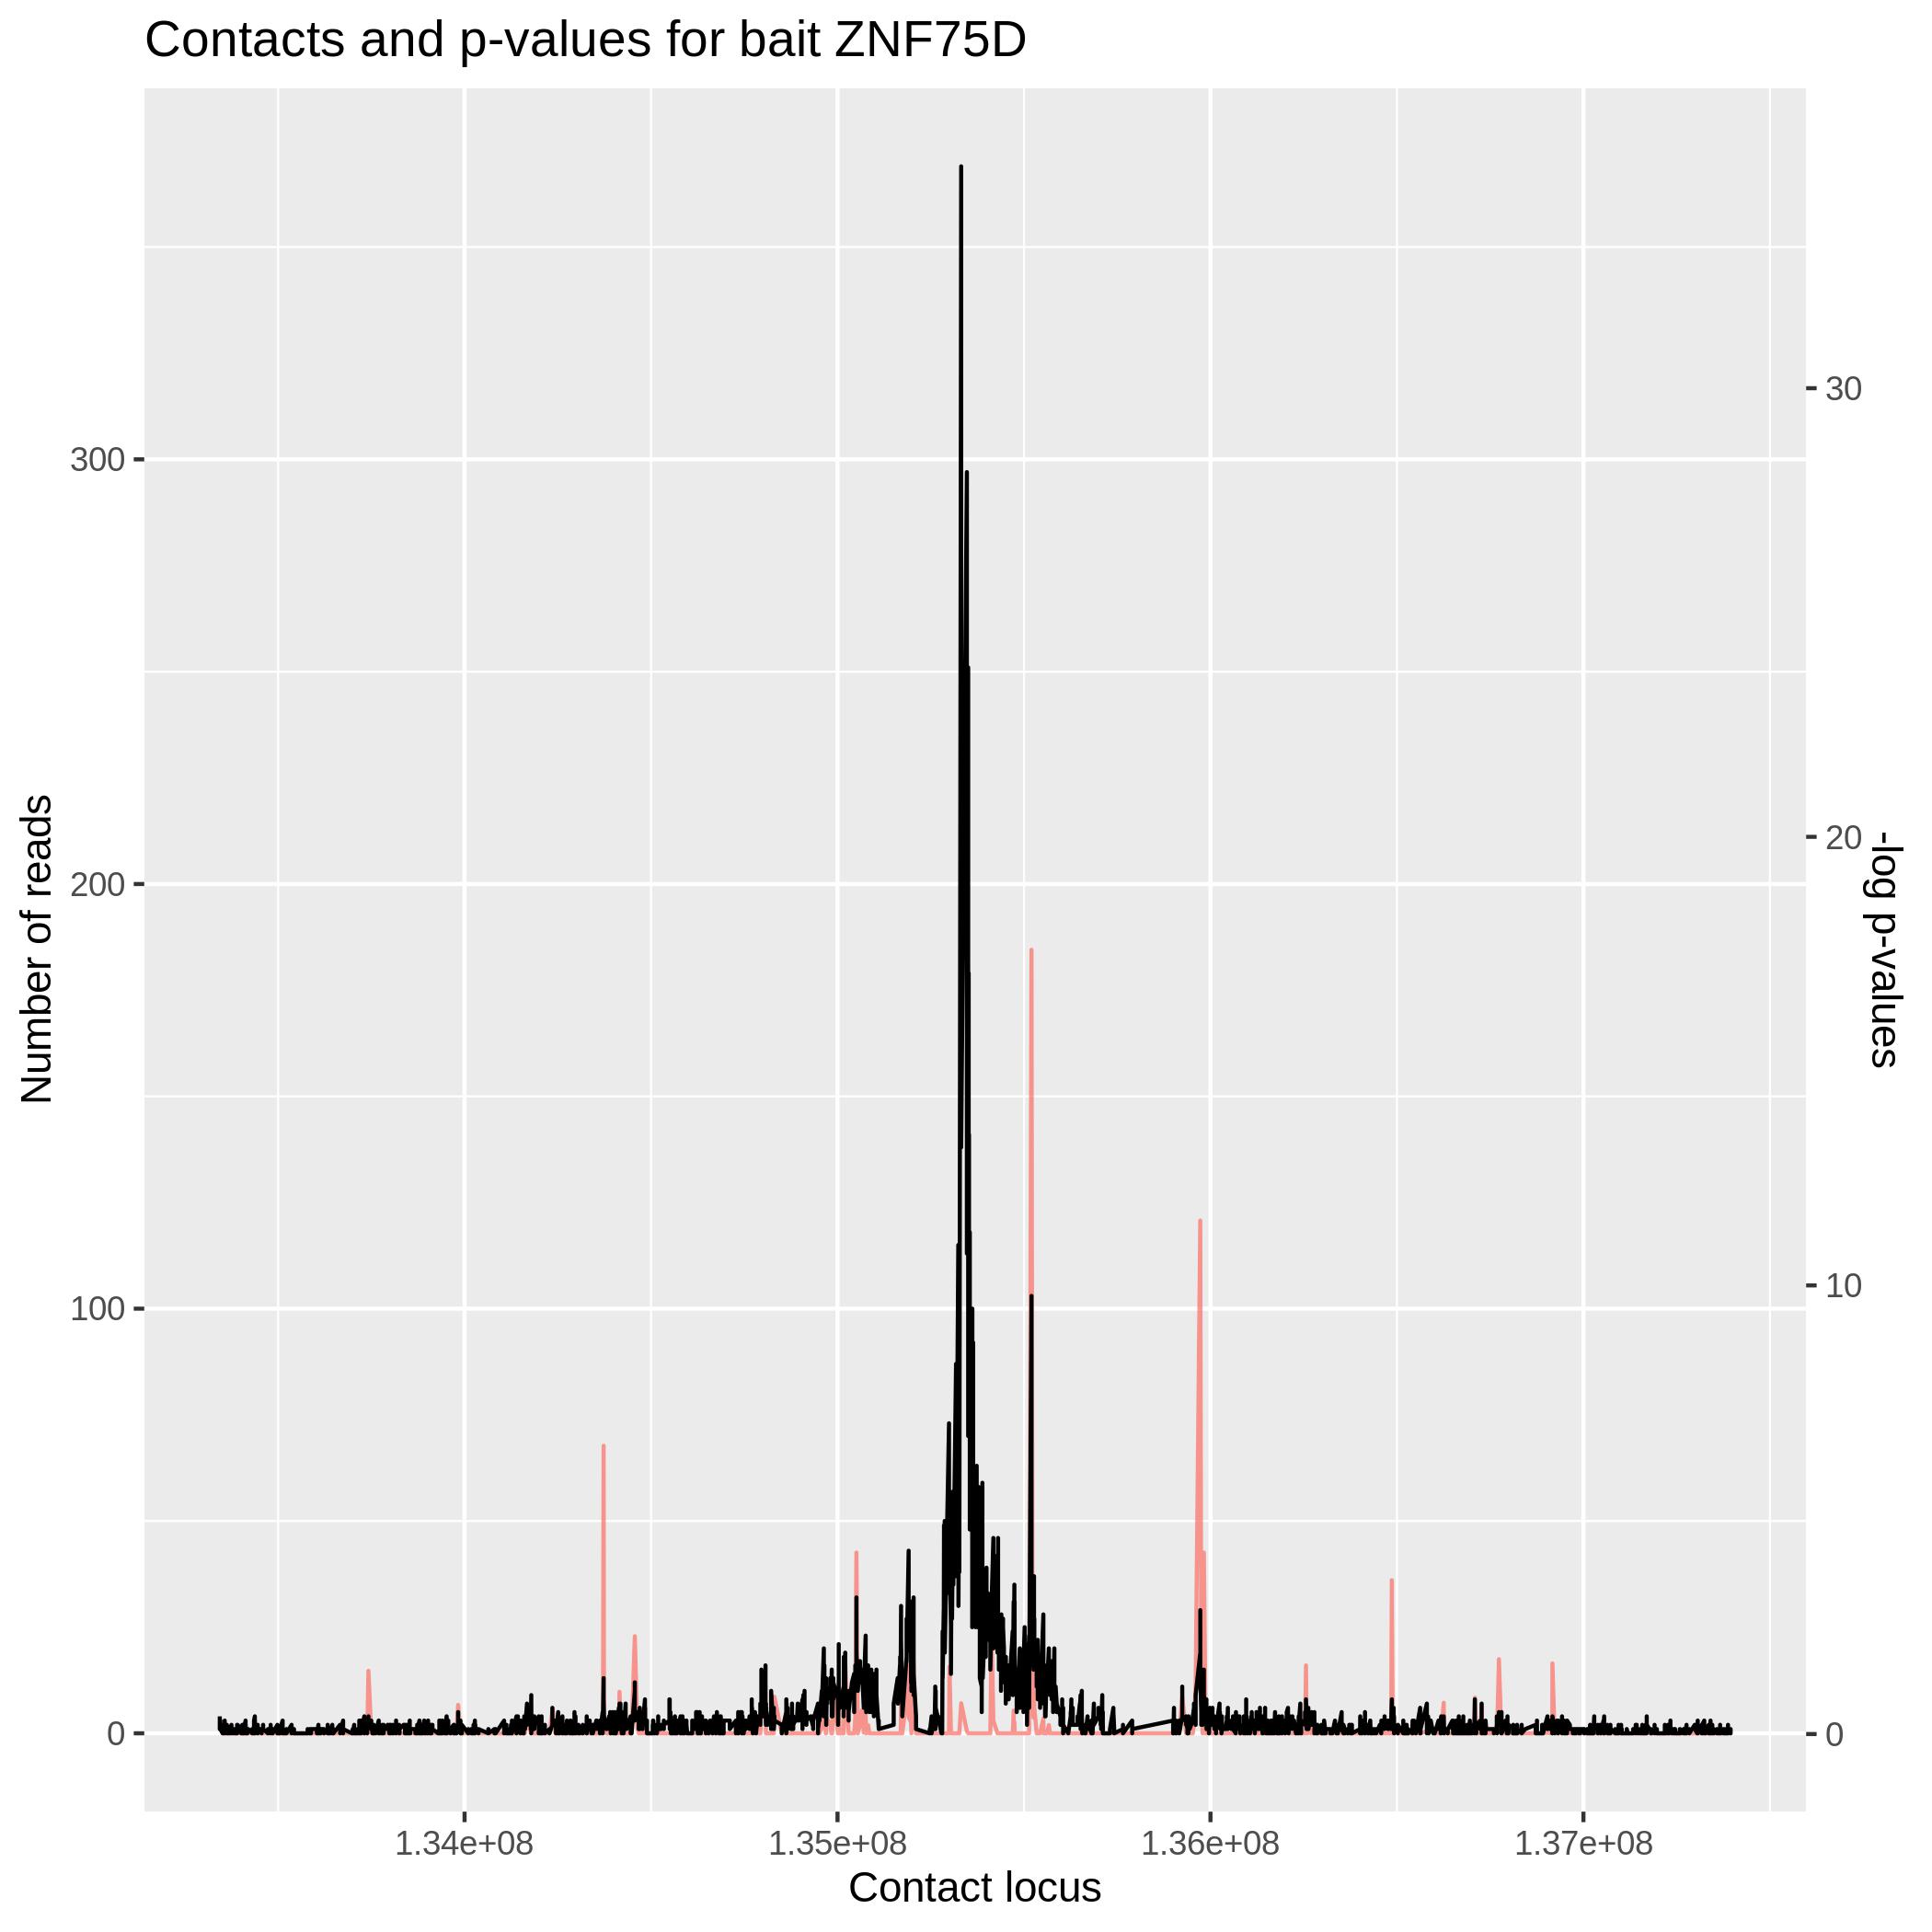 Contacts and p-values for bait ZNF75D
Number of reads
300
200
100
0
30
20
10
0
-log p-values
1.34e+08
1.35e+08
1.36e+08
1.37e+08
Contact locus